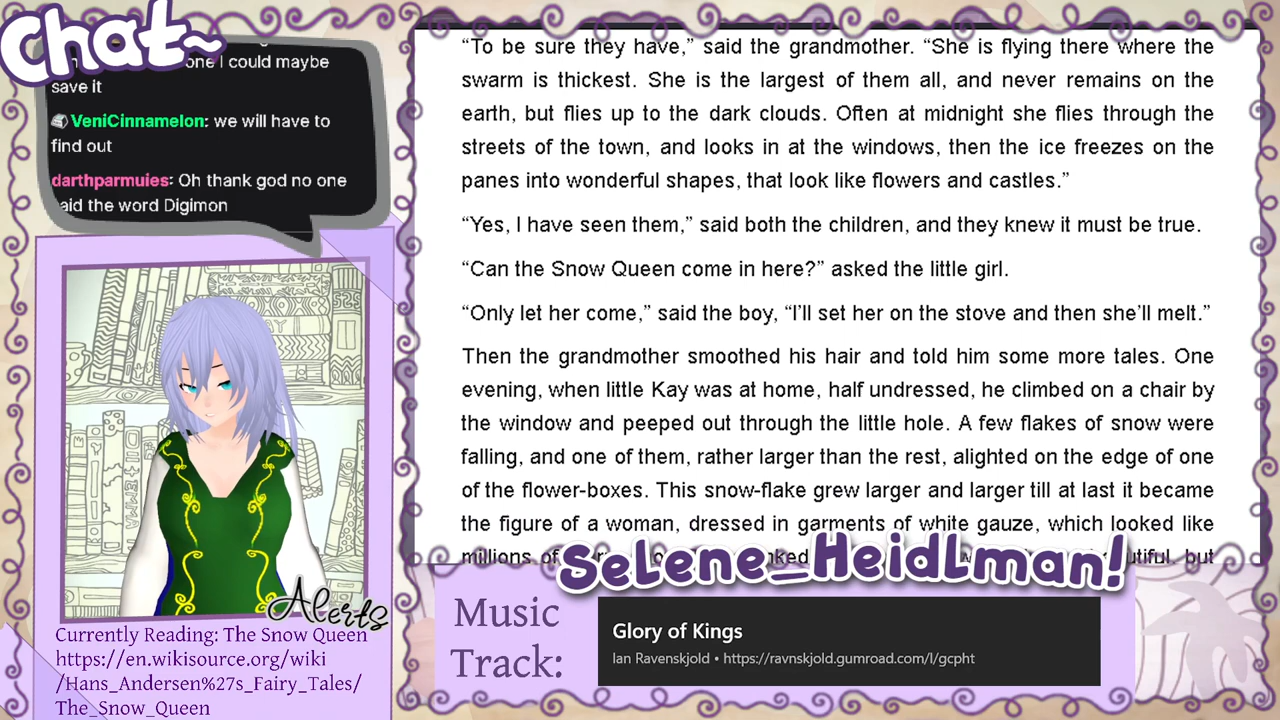 Chat~
one I could maybe
save it
VeniCinnamelon: we will have to
find out
darthparmuies: Oh thank god no one
aid the word Digimon
“To be sure they have,” said the grandmother. “She is flying there where the
swarm is thickest. She is the largest of them all, and never remains on the
earth, but flies up to the dark clouds. Often at midnight she flies through the
streets of the town, and looks in at the windows, then the ice freezes on the
panes into wonderful shapes, that look like flowers and castles.”
“Yes, I have seen them,” said both the children, and they knew it must be true.
“Can the Snow Queen come in here?” asked the little girl.
“Only let her come,” said the boy, “I’ll set her on the stove and then she’ll melt.”
Then the grandmother smoothed his hair and told him some more tales. One
evening, when little Kay was at home, half undressed, he climbed on a chair by
the window and peeped out through the little hole. A few flakes of snow were
falling, and one of them, rather larger than the rest, alighted on the edge of one
of the flower-boxes. This snow-flake grew larger and larger till at last it became
the figure of a woman, dressed in garments of white gauze, which looked like
millions of
but
Selene_Heidlman!
Alerts
Currently Reading: The Snow Queen
https://en.wikisource.org/wiki
/Hans_Andersen%27s_Fairy_Tales/
The_Snow_Queen
Music
Track:
Glory of Kings
Ian Ravenskjold • https://ravnskjold.gumroad.com/l/gcpht